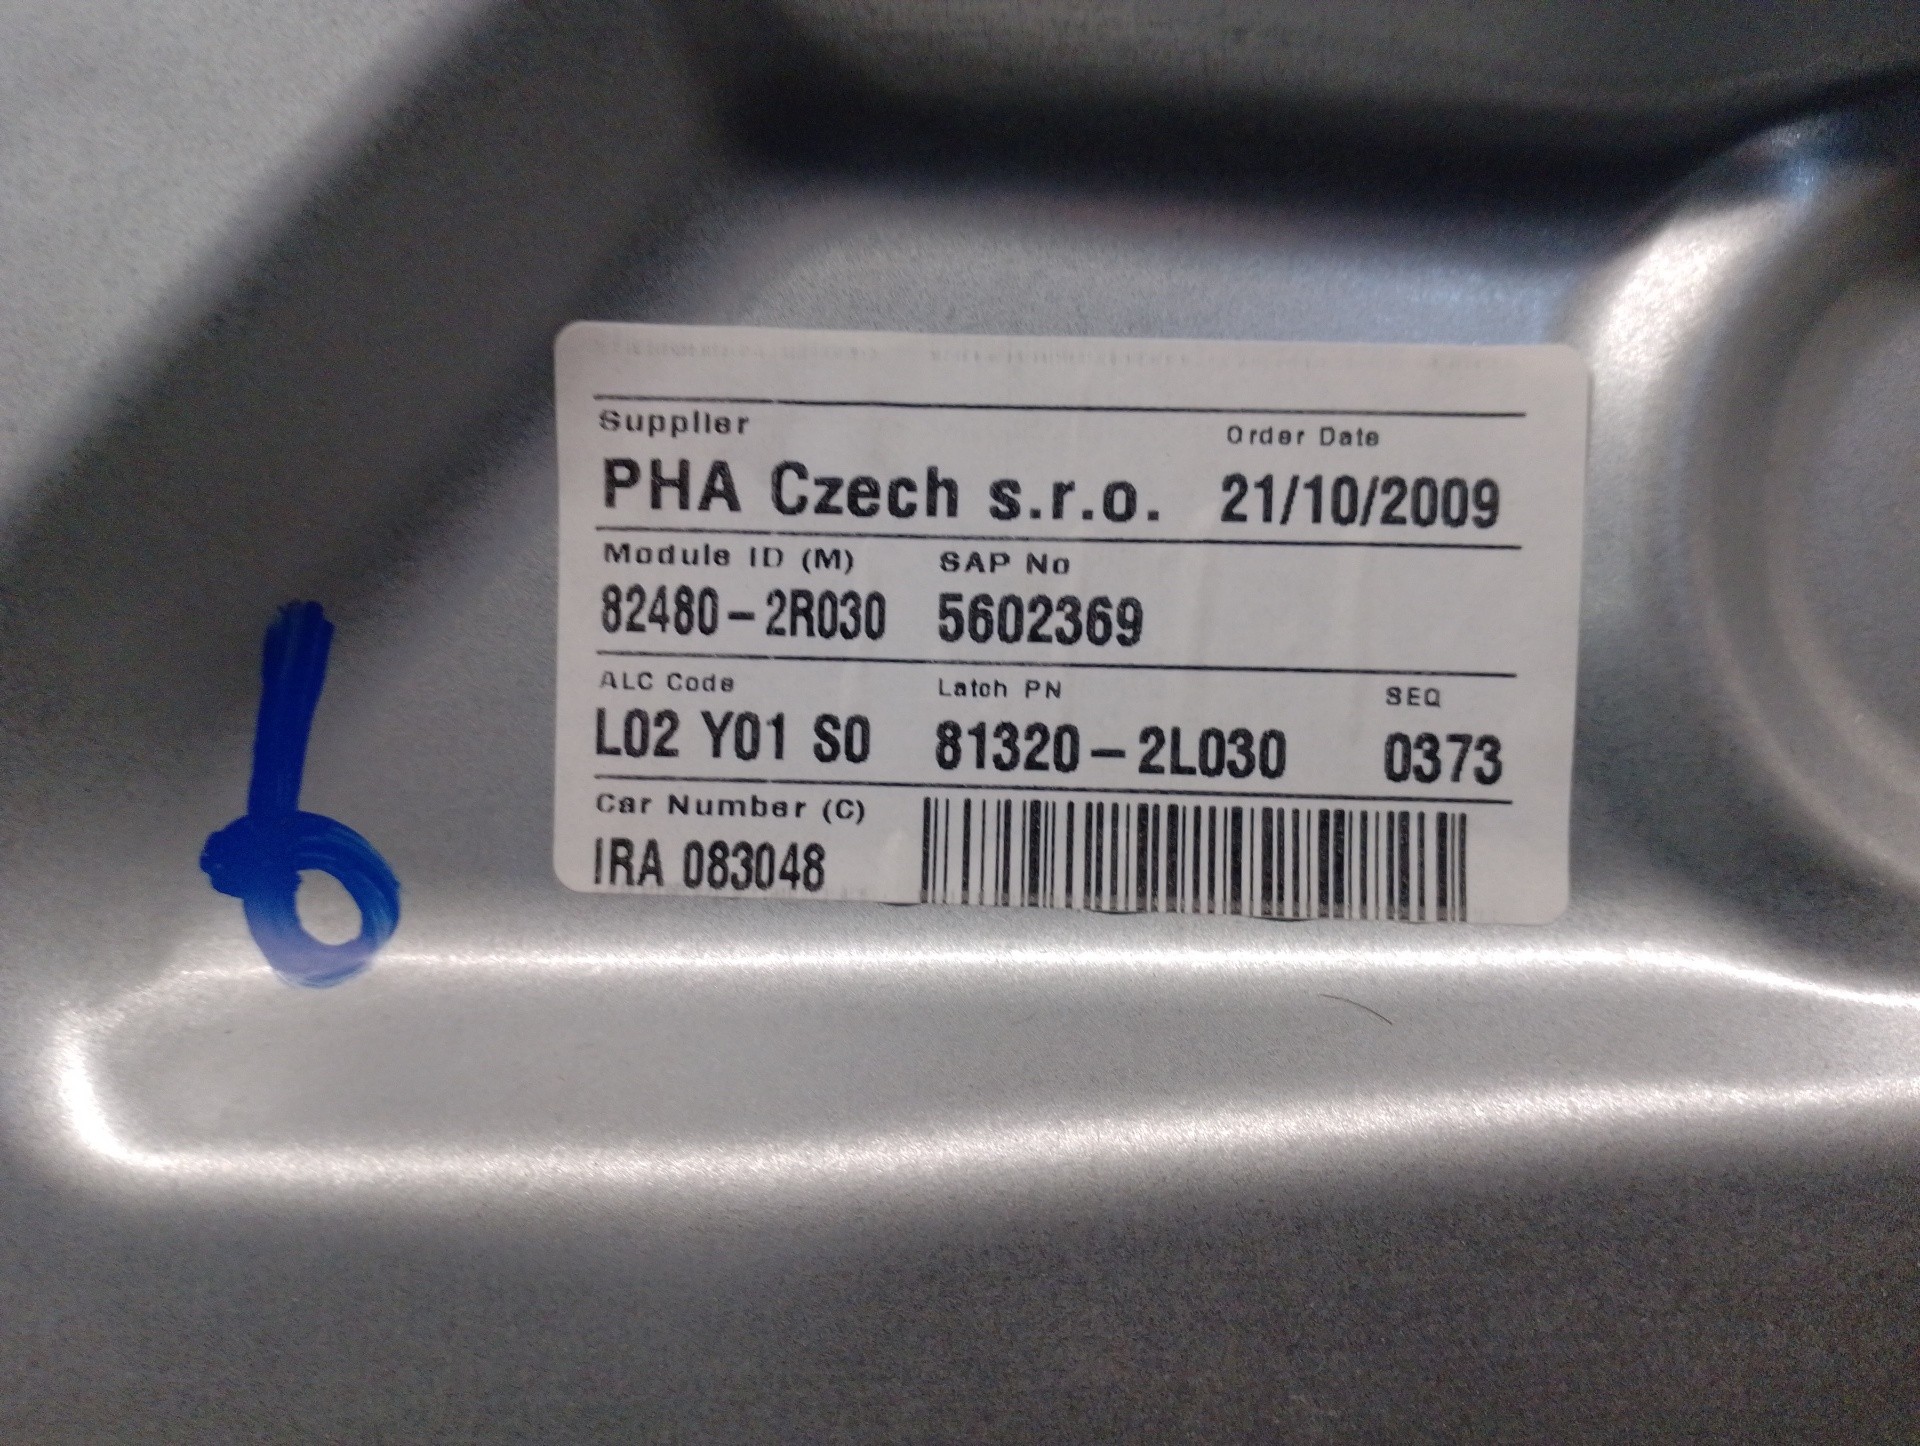 Supplier Order Date
PHA Czech s.r.o. 21/10/2009
Module ID (M) SAP No
82480-2R030 5602369
ALC Code Latch PN SEQ
L02 Y01 S0 81320-2L030 0373
Car Number (C)
IRA 083048
6